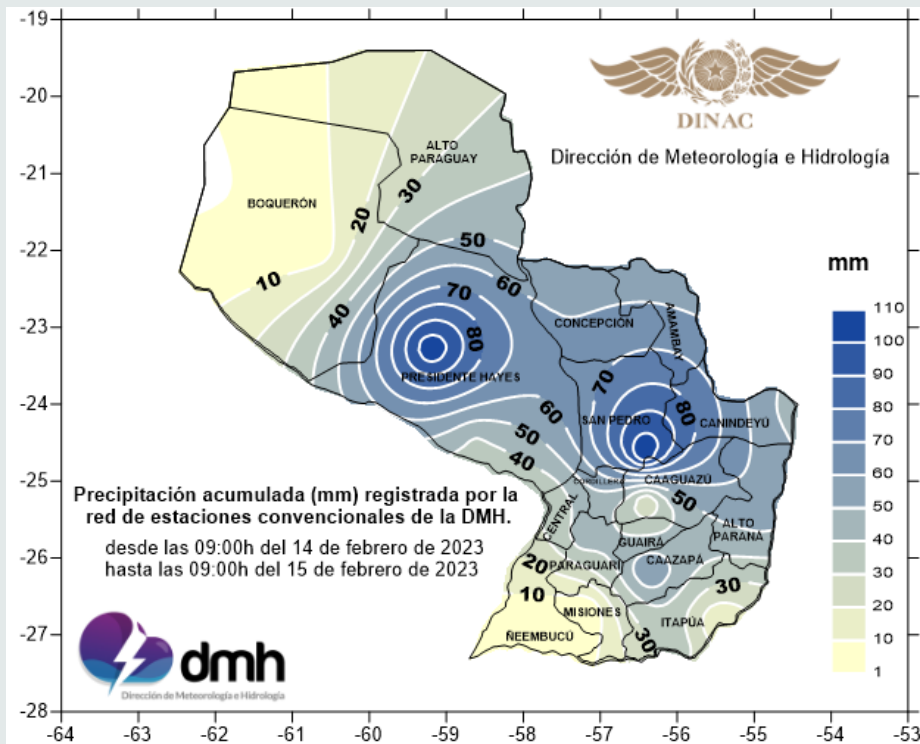 -19
-20
-21
-22
-23
-24
-25
-26
-27
-28
-64
-63
-62
-61
-60
-59
-58
-57
-56
-55
-54
-53
DINAC
Dirección de Meteorología e Hidrología
ALTO
PARAGUAY
BOQUERÓN
10
20
30
40
50
60
70
80
PRESIDENTE HAYES
CONCEPCIÓN
AMAMBAY
70
SAN PEDRO
80
CANINDEYÚ
60
50
40
CORDILLERA
CAAGUAZÚ
50
CENTRAL
ALTO
PARANÁ
GUAIRÁ
CAAZAPÁ
PARAGUARÍ
20
10
MISIONES
ÑEEMBUCÚ
30
ITAPÚA
30
mm
110
100
90
80
70
60
50
40
30
20
10
1
Precipitación acumulada (mm) registrada por la
red de estaciones convencionales de la DMH.
desde las 09:00h del 14 de febrero de 2023
hasta las 09:00h del 15 de febrero de 2023
dmh
Dirección de Meteorología e Hidrología